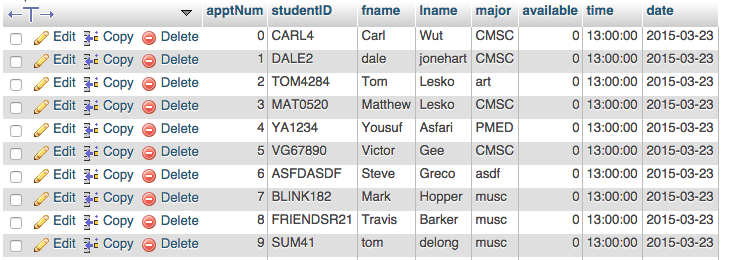 apptNum studentID fname lname major available time date
Edit Copy Delete 0 CARL4 Carl Wut CMSC 0 13:00:00 2015-03-23
Edit Copy Delete 1 DALE2 dale jonehart CMSC 0 13:00:00 2015-03-23
Edit Copy Delete 2 TOM4284 Tom Lesko art 0 13:00:00 2015-03-23
Edit Copy Delete 3 MAT0520 Matthew Lesko CMSC 0 13:00:00 2015-03-23
Edit Copy Delete 4 YA1234 Yousuf Asfari PMED 0 13:00:00 2015-03-23
Edit Copy Delete 5 VG67890 Victor Gee CMSC 0 13:00:00 2015-03-23
Edit Copy Delete 6 ASFDASDF Steve Greco asdf 0 13:00:00 2015-03-23
Edit Copy Delete 7 BLINK182 Mark Hopper musc 0 13:00:00 2015-03-23
Edit Copy Delete 8 FRIENDSR21 Travis Barker musc 0 13:00:00 2015-03-23
Edit Copy Delete 9 SUM41 tom delong musc 0 13:00:00 2015-03-23